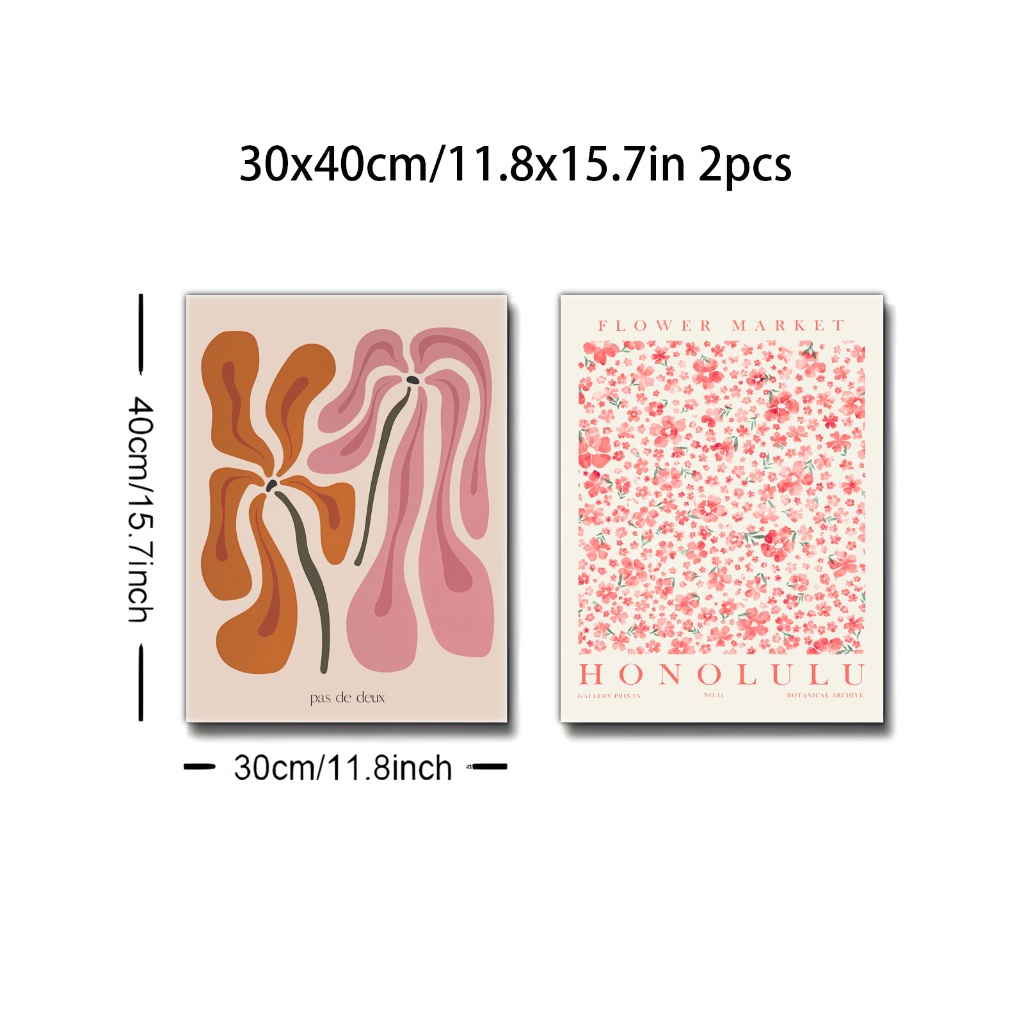 30x40cm/11.8x15.7in 2pcs
40cm/15.7inch
pas de deux
30cm/11.8inch
FLOWER MARKET
HONOLULU
GALLERY PRINTS NO.11 BOTANICAL ARCHIVE